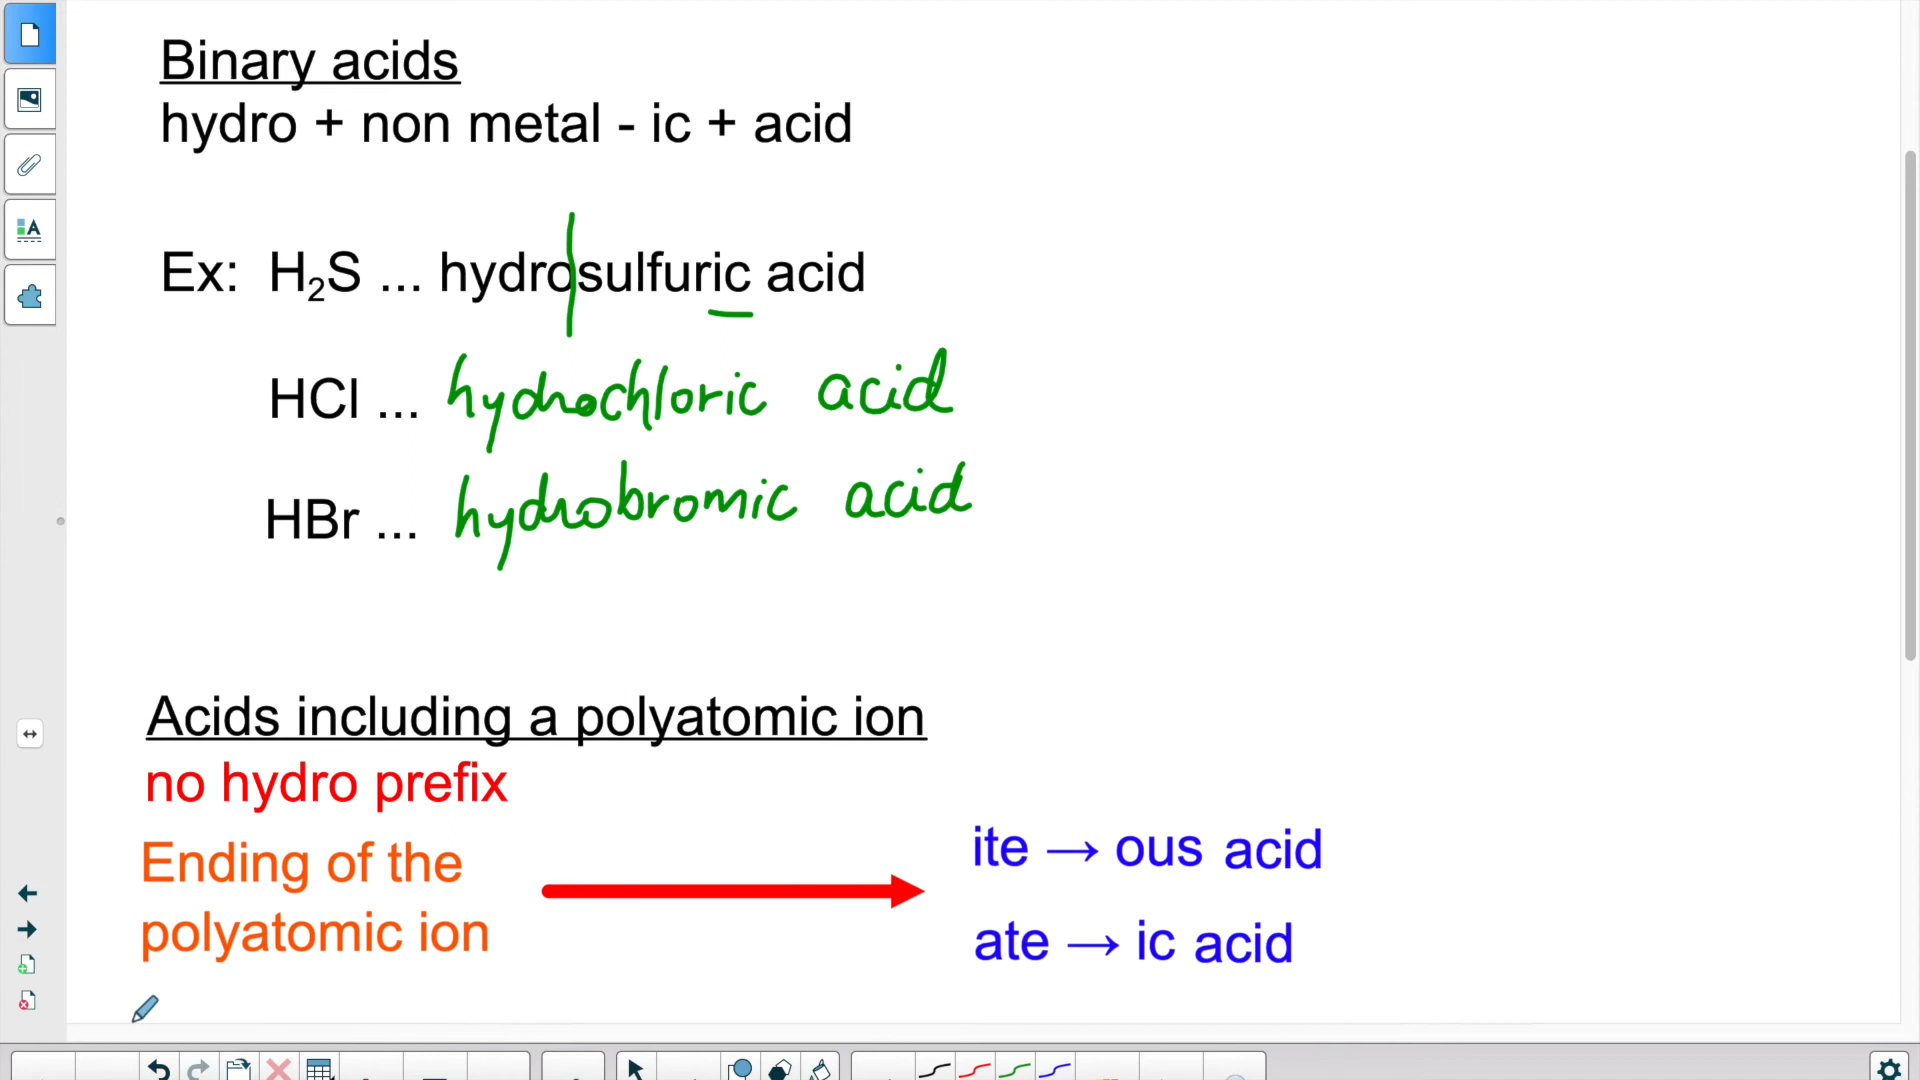 Binary acids
hydro + non metal - ic + acid
Ex: H₂S ... hydrosulfuric acid
HCl ... hydrochloric acid
HBr ... hydrobromic acid
Acids including a polyatomic ion
no hydro prefix
Ending of the
polyatomic ion
ite → ous acid
ate → ic acid